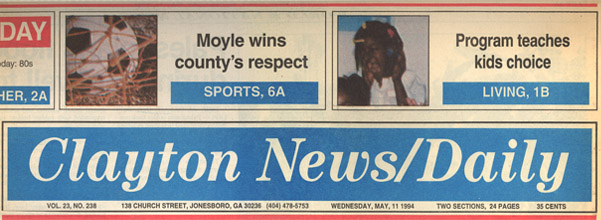 DAY
oday: 80s
HER, 2A
Moyle wins
county's respect
SPORTS, 6A
Program teaches
kids choice
LIVING, 1B
Clayton News/Daily
VOL. 23, NO. 238 138 CHURCH STREET, JONESBORO, GA 30236 (404) 478-5753 WEDNESDAY, MAY, 11 1994 TWO SECTIONS, 24 PAGES 35 CENTS